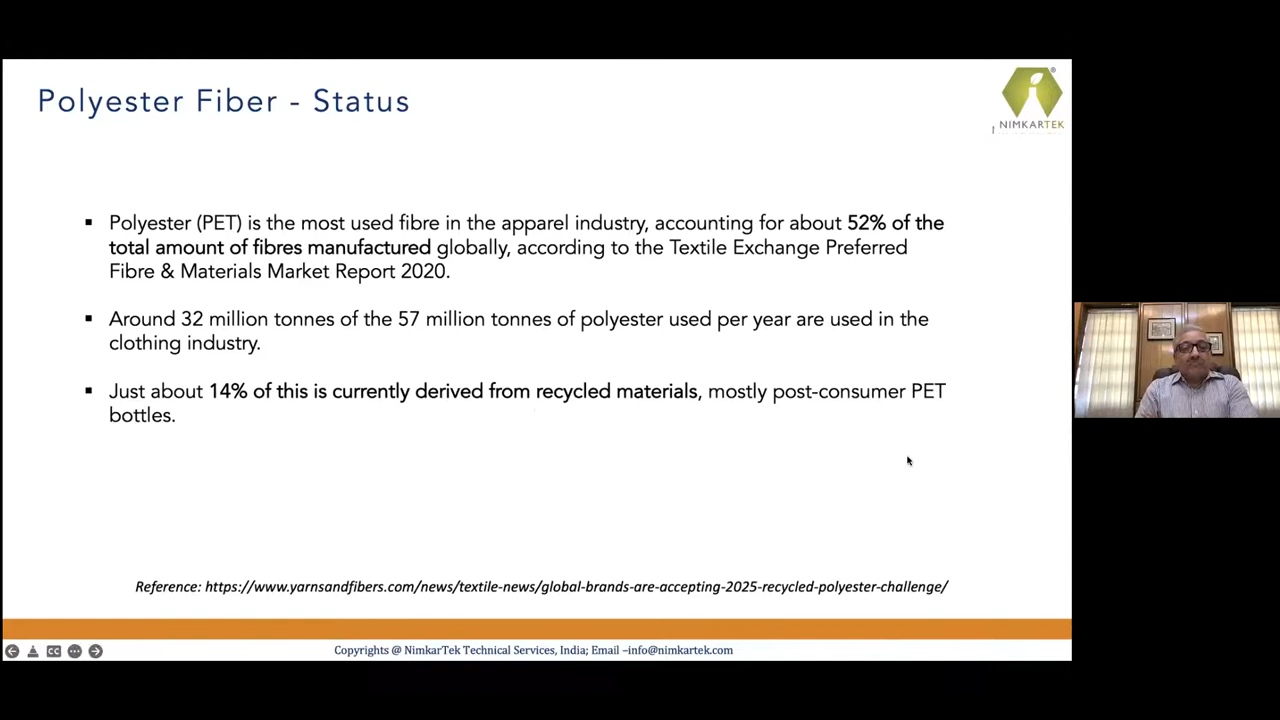 Polyester Fiber - Status
NIMKARTEK
▪ Polyester (PET) is the most used fibre in the apparel industry, accounting for about 52% of the
total amount of fibres manufactured globally, according to the Textile Exchange Preferred
Fibre & Materials Market Report 2020.
▪ Around 32 million tonnes of the 57 million tonnes of polyester used per year are used in the
clothing industry.
▪ Just about 14% of this is currently derived from recycled materials, mostly post-consumer PET
bottles.
Reference: https://www.yarnsandfibers.com/news/textile-news/global-brands-are-accepting-2025-recycled-polyester-challenge/
CC
Copyrights @ NimkarTek Technical Services, India; Email –info@nimkartek.com